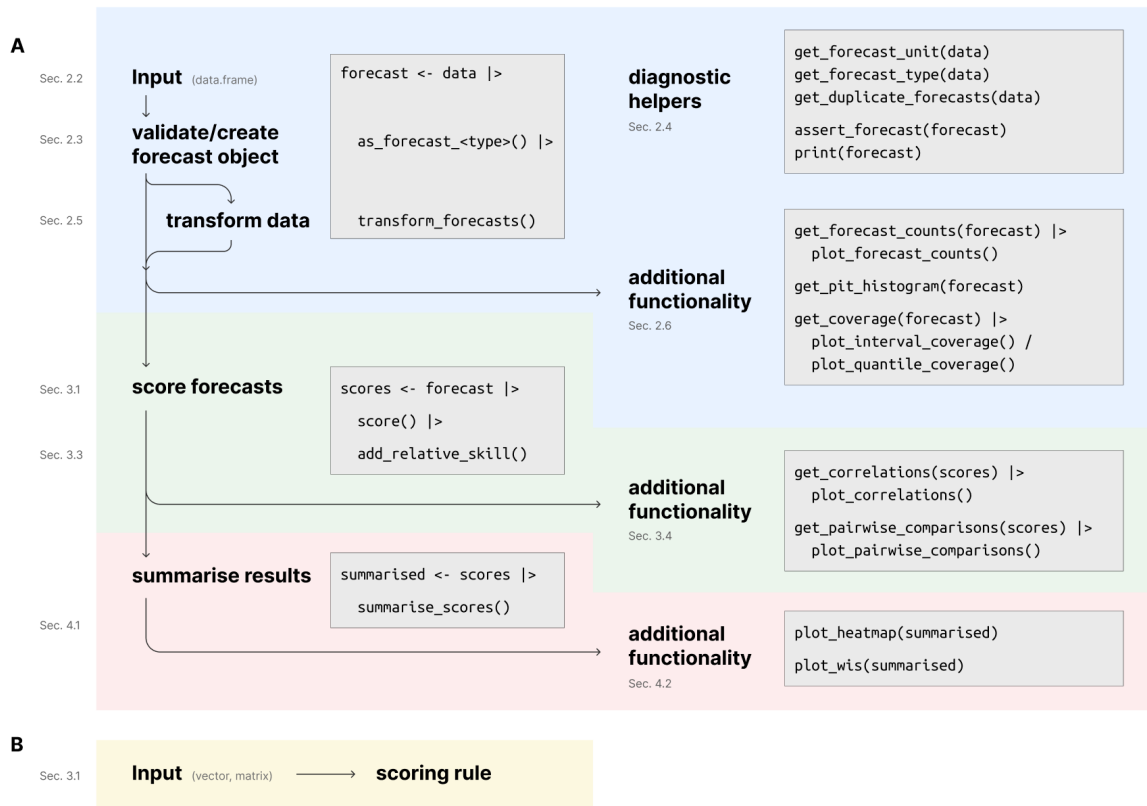 A
Sec. 2.2
Input (data.frame)
forecast <- data |>
Sec. 2.3
validate/create
forecast object
as_forecast_<type>() |>
Sec. 2.5
transform data
transform_forecasts()
diagnostic
helpers
Sec. 2.4
get_forecast_unit(data)
get_forecast_type(data)
get_duplicate_forecasts(data)
assert_forecast(forecast)
print(forecast)
additional
functionality
Sec. 2.6
get_forecast_counts(forecast) |>
plot_forecast_counts()
get_pit_histogram(forecast)
get_coverage(forecast) |>
plot_interval_coverage() /
plot_quantile_coverage()
Sec. 3.1
score forecasts
scores <- forecast |>
score() |>
Sec. 3.3
add_relative_skill()
additional
functionality
Sec. 3.4
get_correlations(scores) |>
plot_correlations()
get_pairwise_comparisons(scores) |>
plot_pairwise_comparisons()
summarise results
summarised <- scores |>
summarise_scores()
Sec. 4.1
additional
functionality
Sec. 4.2
plot_heatmap(summarised)
plot_wis(summarised)
B
Sec. 3.1
Input (vector, matrix)
scoring rule